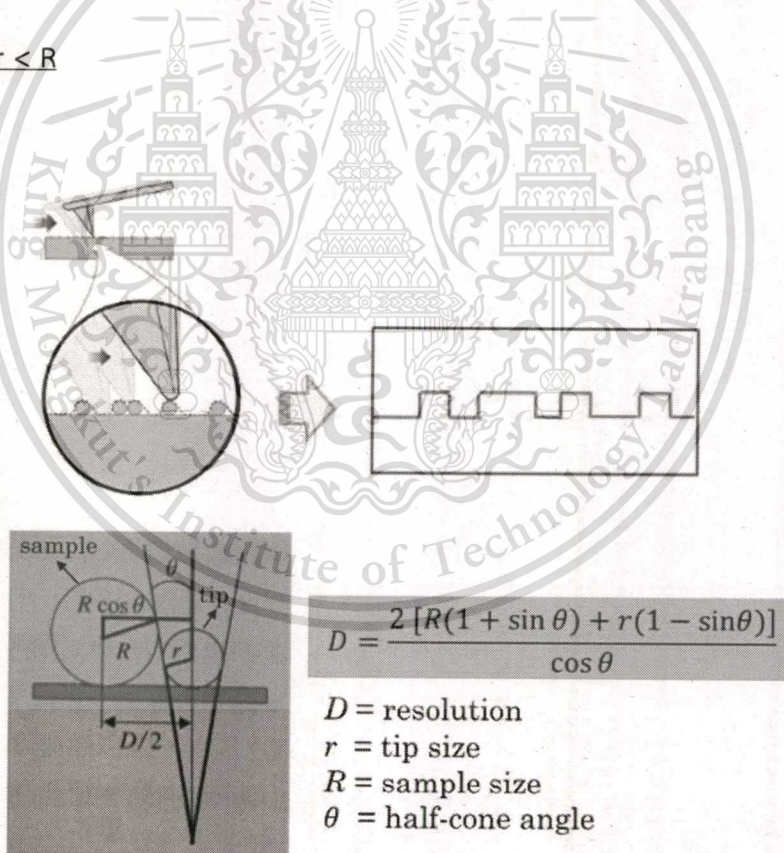 r < R
King Mongkut's Institute of Technology Ladkrabang
sample
θ
tip
R cos θ
R
r
D/2
D = 2 [R(1 + sin θ) + r(1 − sinθ)] / cos θ
D = resolution
r = tip size
R = sample size
θ = half-cone angle